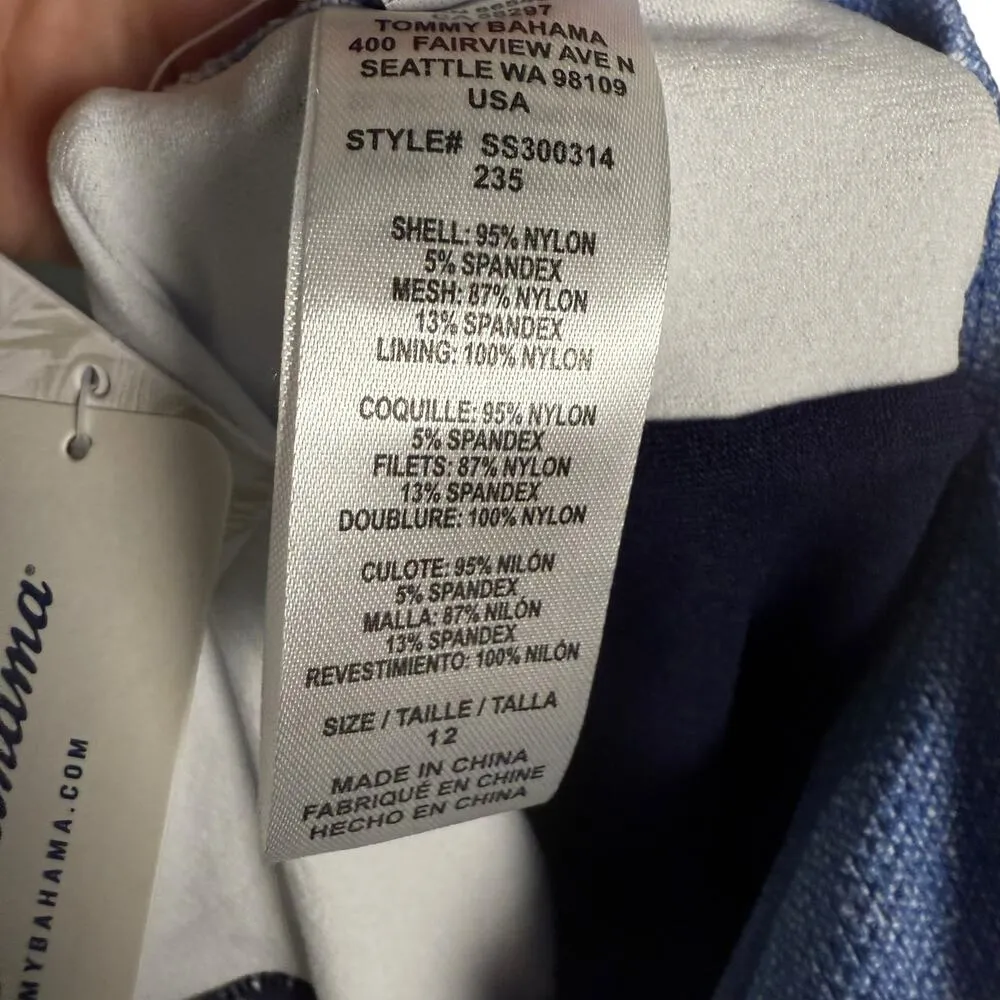 TOMMY BAHAMA
400 FAIRVIEW AVE N
SEATTLE WA 98109
USA
STYLE# SS300314
235
SHELL: 95% NYLON
5% SPANDEX
MESH: 87% NYLON
13% SPANDEX
LINING: 100% NYLON
COQUILLE: 95% NYLON
5% SPANDEX
FILETS: 87% NYLON
13% SPANDEX
DOUBLURE: 100% NYLON
CULOTE: 95% NILÓN
5% SPANDEX
MALLA: 87% NILÓN
13% SPANDEX
REVESTIMIENTO: 100% NILÓN
SIZE / TAILLE / TALLA
12
MADE IN CHINA
FABRIQUÉ EN CHINE
HECHO EN CHINA
ahama®
MYBAHAMA.COM